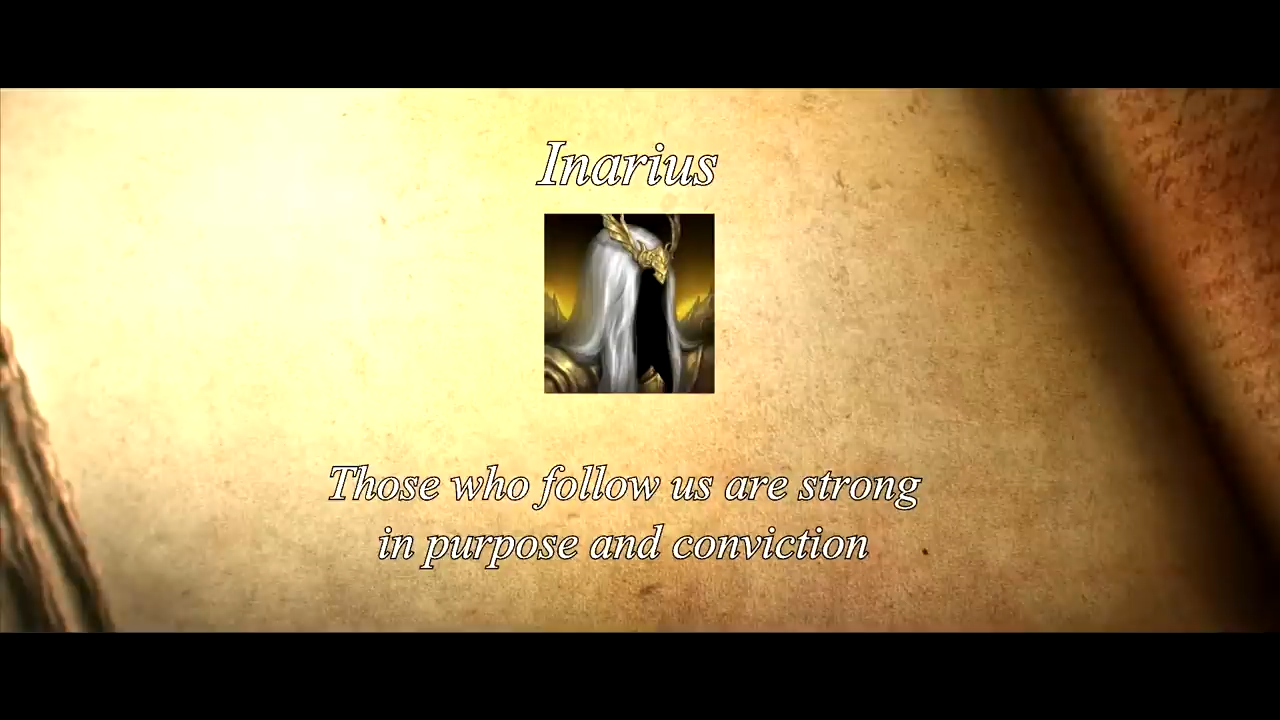 Inarius
Those who follow us are strong
in purpose and conviction